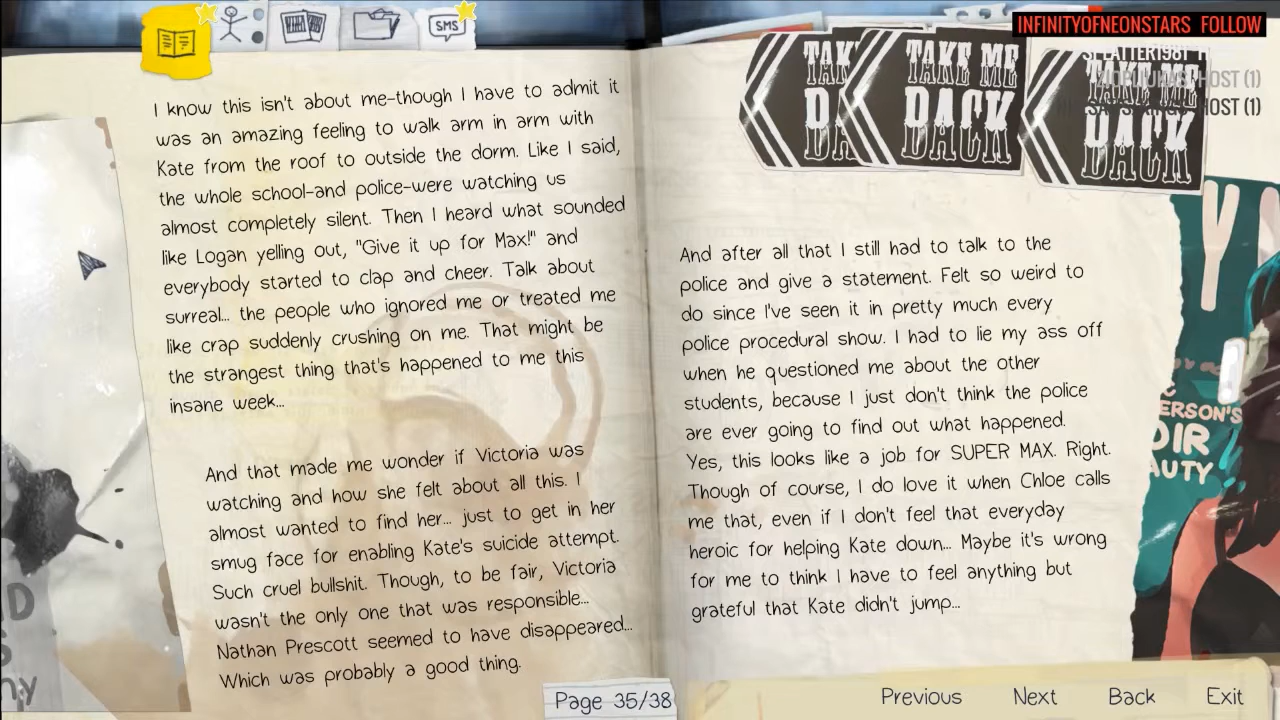 SMS
INFINITYOFNEONSTARS FOLLOW
HOST (1)
HOST (1)
TAKE ME
DACK
TAKE ME
DACK
I know this isn't about me-though I have to admit it
was an amazing feeling to walk arm in arm with
Kate from the roof to outside the dorm. Like I said,
the whole school-and police-were watching us
almost completely silent. Then I heard what sounded
like Logan yelling out, "Give it up for Max!" and
everybody started to clap and cheer. Talk about
surreal... the people who ignored me or treated me
like crap suddenly crushing on me. That might be
the strangest thing that's happened to me this
insane week...
And that made me wonder if Victoria was
watching and how she felt about all this. I
almost wanted to find her... just to get in her
smug face for enabling Kate's suicide attempt.
Such cruel bullshit. Though, to be fair, Victoria
wasn't the only one that was responsible...
Nathan Prescott seemed to have disappeared...
Which was probably a good thing.
And after all that I still had to talk to the
police and give a statement. Felt so weird to
do since I've seen it in pretty much every
police procedural show. I had to lie my ass off
when he questioned me about the other
students, because I just don't think the police
are ever going to find out what happened.
Yes, this looks like a job for SUPER MAX. Right.
Though of course, I do love it when Chloe calls
me that, even if I don't feel that everyday
heroic for helping Kate down... Maybe it's wrong
for me to think I have to feel anything but
grateful that Kate didn't jump...
ERSON'S
OIR
AUTY
Page 35/38
Previous Next Back Exit